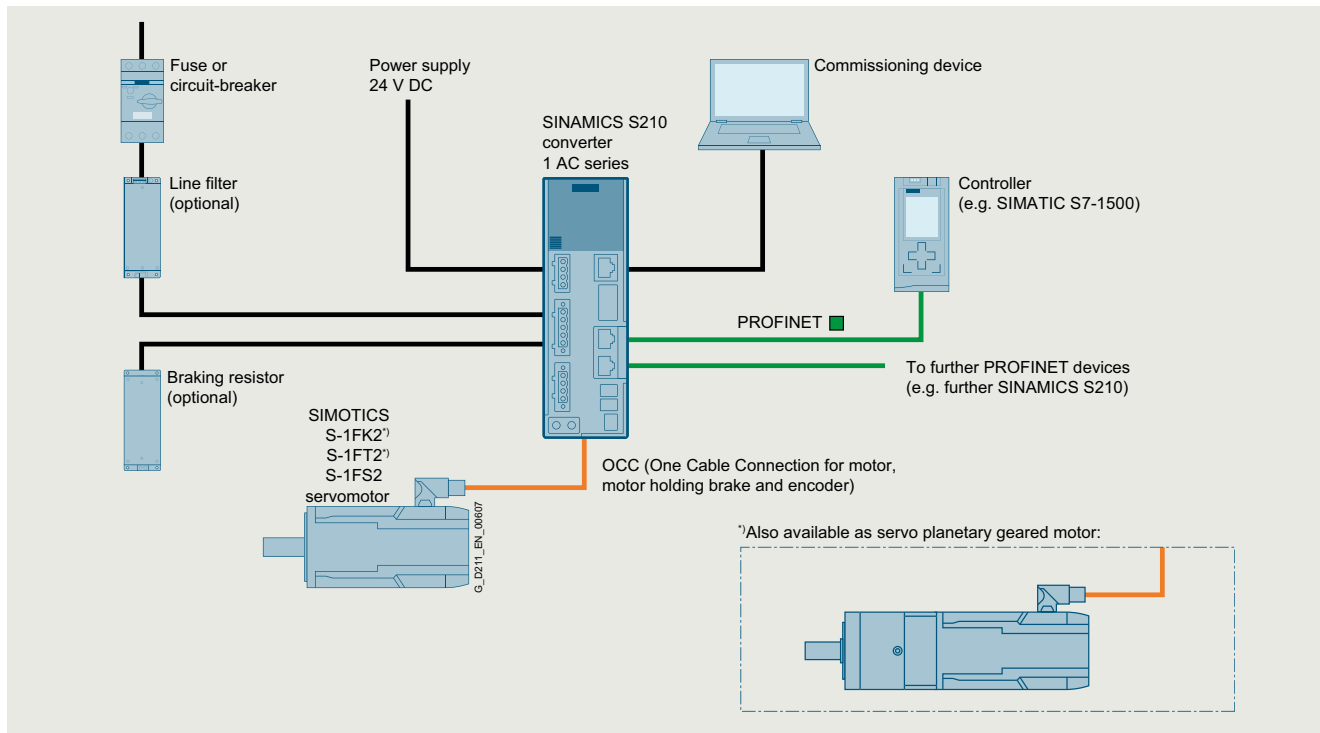 Fuse or
circuit-breaker
Power supply
24 V DC
Commissioning device
SINAMICS S210
converter
1 AC series
Line filter
(optional)
Controller
(e.g. SIMATIC S7-1500)
PROFINET
To further PROFINET devices
(e.g. further SINAMICS S210)
Braking resistor
(optional)
SIMOTICS
S-1FK2*)
S-1FT2*)
S-1FS2
servomotor
OCC (One Cable Connection for motor,
motor holding brake and encoder)
G_D211_EN_00607
*)Also available as servo planetary geared motor: